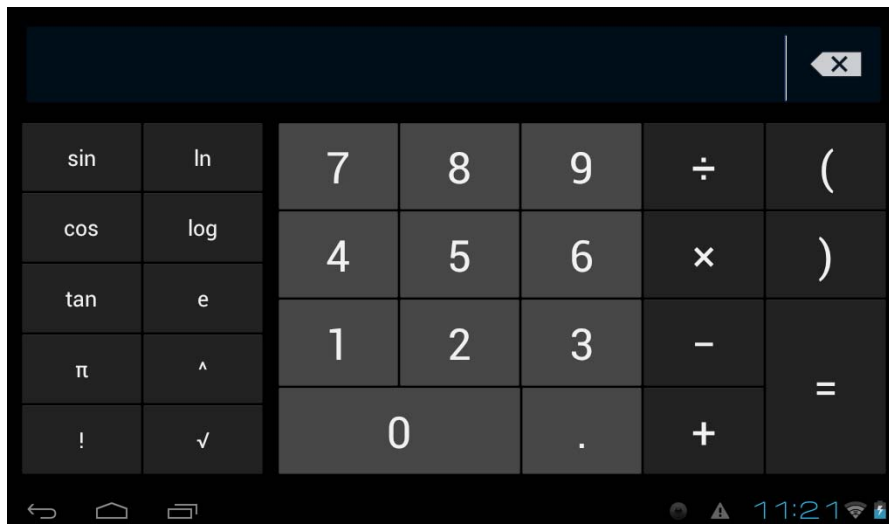 sin ln 7 8 9 ÷ (
cos log 4 5 6 × )
tan e 1 2 3 −
π ^ =
! √ 0 . +
11:21